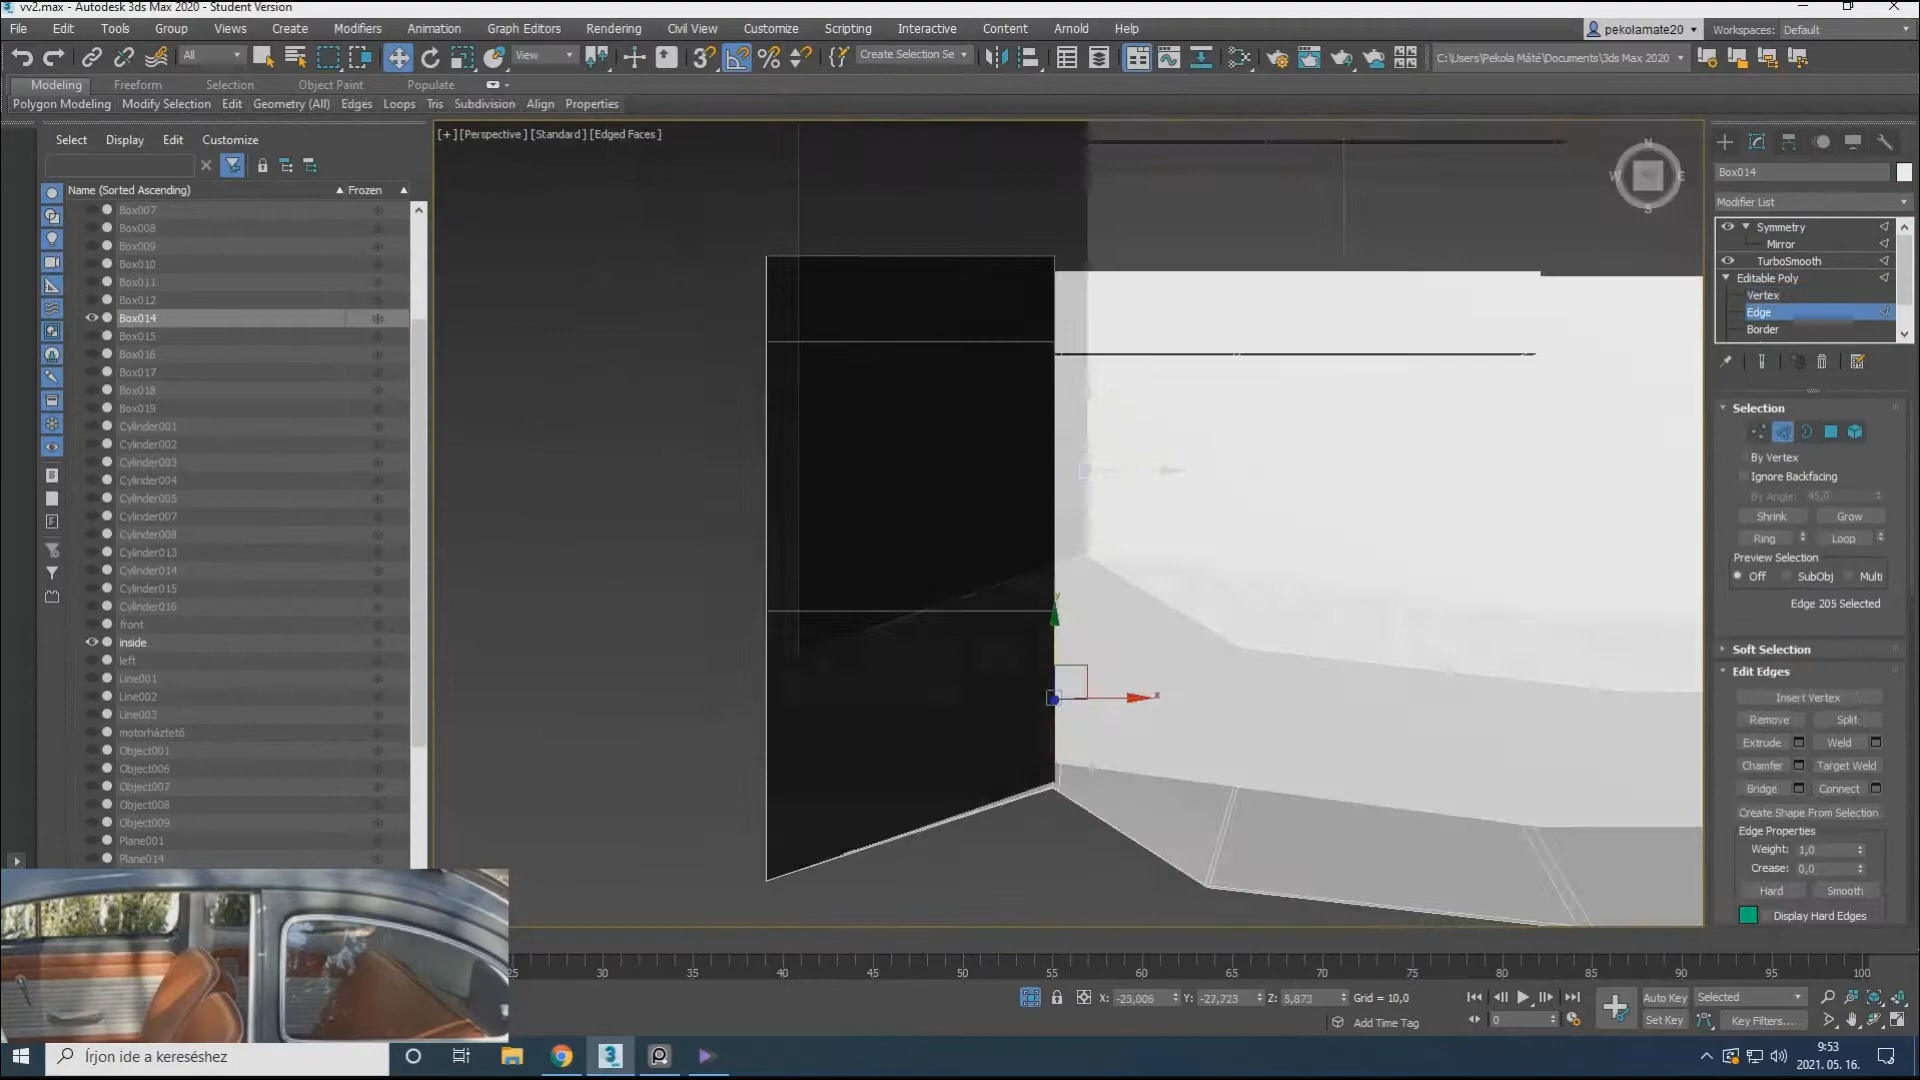 vv2.max - Autodesk 3ds Max 2020 - Student Version
File Edit Tools Group Views Create Modifiers Animation Graph Editors Rendering Civil View Customize Scripting Interactive Content Arnold Help
pekolamate20 Workspaces: Default
All View Create Selection Se C:\Users\Pekola Máté\Documents\3ds Max 2020
Modeling Freeform Selection Object Paint Populate
Polygon Modeling Modify Selection Edit Geometry (All) Edges Loops Tris Subdivision Align Properties
Select Display Edit Customize
Name (Sorted Ascending) Frozen
Box007
Box008
Box009
Box010
Box011
Box012
Box014
Box015
Box016
Box017
Box018
Box019
Cylinder001
Cylinder002
Cylinder003
Cylinder004
Cylinder005
Cylinder007
Cylinder008
Cylinder013
Cylinder014
Cylinder015
Cylinder016
front
inside
left
Line001
Line002
Line003
motorháztető
Object001
Object006
Object007
Object008
Object009
Plane001
Plane014
[+] [Perspective] [Standard] [Edged Faces]
N
W E
S
y
x
Box014
Modifier List
Symmetry
Mirror
TurboSmooth
Editable Poly
Vertex
Edge
Border
Selection
By Vertex
Ignore Backfacing
By Angle: 45,0
Shrink Grow
Ring Loop
Preview Selection
Off SubObj Multi
Edge 205 Selected
Soft Selection
Edit Edges
Insert Vertex
Remove Split
Extrude Weld
Chamfer Target Weld
Bridge Connect
Create Shape From Selection
Edge Properties
Weight: 1,0
Crease: 0,0
Hard Smooth
Display Hard Edges
25 30 35 40 45 50 55 60 65 70 75 80 85 90 95 100
X: -23,006 Y: -27,723 Z: 5,873 Grid = 10,0
Add Time Tag
0
Auto Key Selected
Set Key Key Filters...
Írjon ide a kereséshez
9:53
2021. 05. 16.